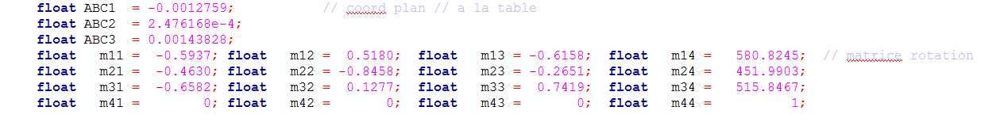 float ABC1 = -0.0012759; // coord plan // a la table
float ABC2 = 2.476168e-4;
float ABC3 = 0.00143828;
float m11 = -0.5937; float m12 = 0.5180; float m13 = -0.6158; float m14 = 580.8245; // matrice rotation
float m21 = -0.4630; float m22 = -0.8458; float m23 = -0.2651; float m24 = 451.9903;
float m31 = -0.6582; float m32 = 0.1277; float m33 = 0.7419; float m34 = 515.8467;
float m41 = 0; float m42 = 0; float m43 = 0; float m44 = 1;